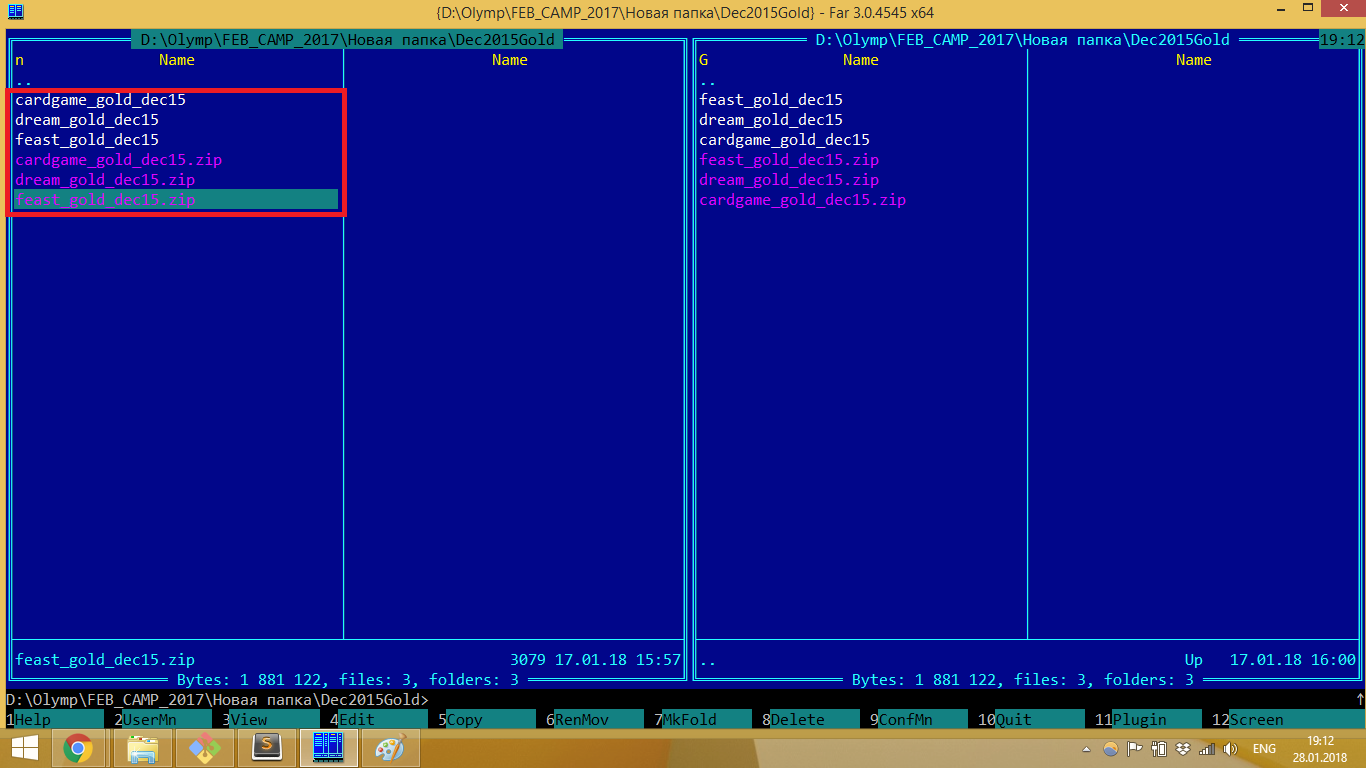 {D:\Olymp\FEB_CAMP_2017\Новая папка\Dec2015Gold} - Far 3.0.4545 x64
D:\Olymp\FEB_CAMP_2017\Новая папка\Dec2015Gold
n Name Name
..
cardgame_gold_dec15
dream_gold_dec15
feast_gold_dec15
cardgame_gold_dec15.zip
dream_gold_dec15.zip
feast_gold_dec15.zip
feast_gold_dec15.zip 3079 17.01.18 15:57
Bytes: 1 881 122, files: 3, folders: 3
D:\Olymp\FEB_CAMP_2017\Новая папка\Dec2015Gold 19:12
G Name Name
..
feast_gold_dec15
dream_gold_dec15
cardgame_gold_dec15
feast_gold_dec15.zip
dream_gold_dec15.zip
cardgame_gold_dec15.zip
.. Up 17.01.18 16:00
Bytes: 1 881 122, files: 3, folders: 3
D:\Olymp\FEB_CAMP_2017\Новая папка\Dec2015Gold>
1Help 2UserMn 3View 4Edit 5Copy 6RenMov 7MkFold 8Delete 9ConfMn 10Quit 11Plugin 12Screen
ENG
19:12
28.01.2018